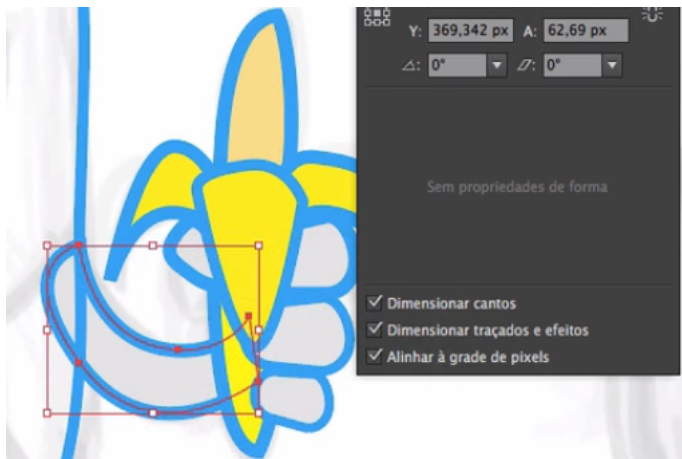 Y: 369,342 px A: 62,69 px
0° 0°
Sem propriedades de forma
Dimensionar cantos
Dimensionar traçados e efeitos
Alinhar à grade de pixels